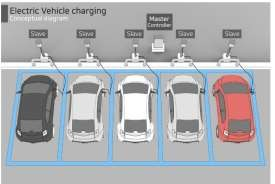 Electric Vehicle charging
Conceptual diagram
Master
Controller
Slave
Slave
Slave
Slave
Slave